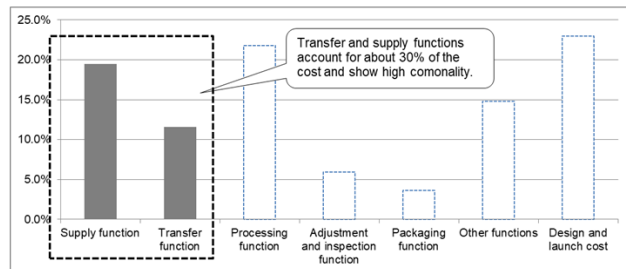 25.0%
20.0%
15.0%
10.0%
5.0%
0.0%
Transfer and supply functions
account for about 30% of the
cost and show high comonality.
Supply function
Transfer
function
Processing
function
Adjustment
and inspection
function
Packaging
function
Other functions
Design and
launch cost